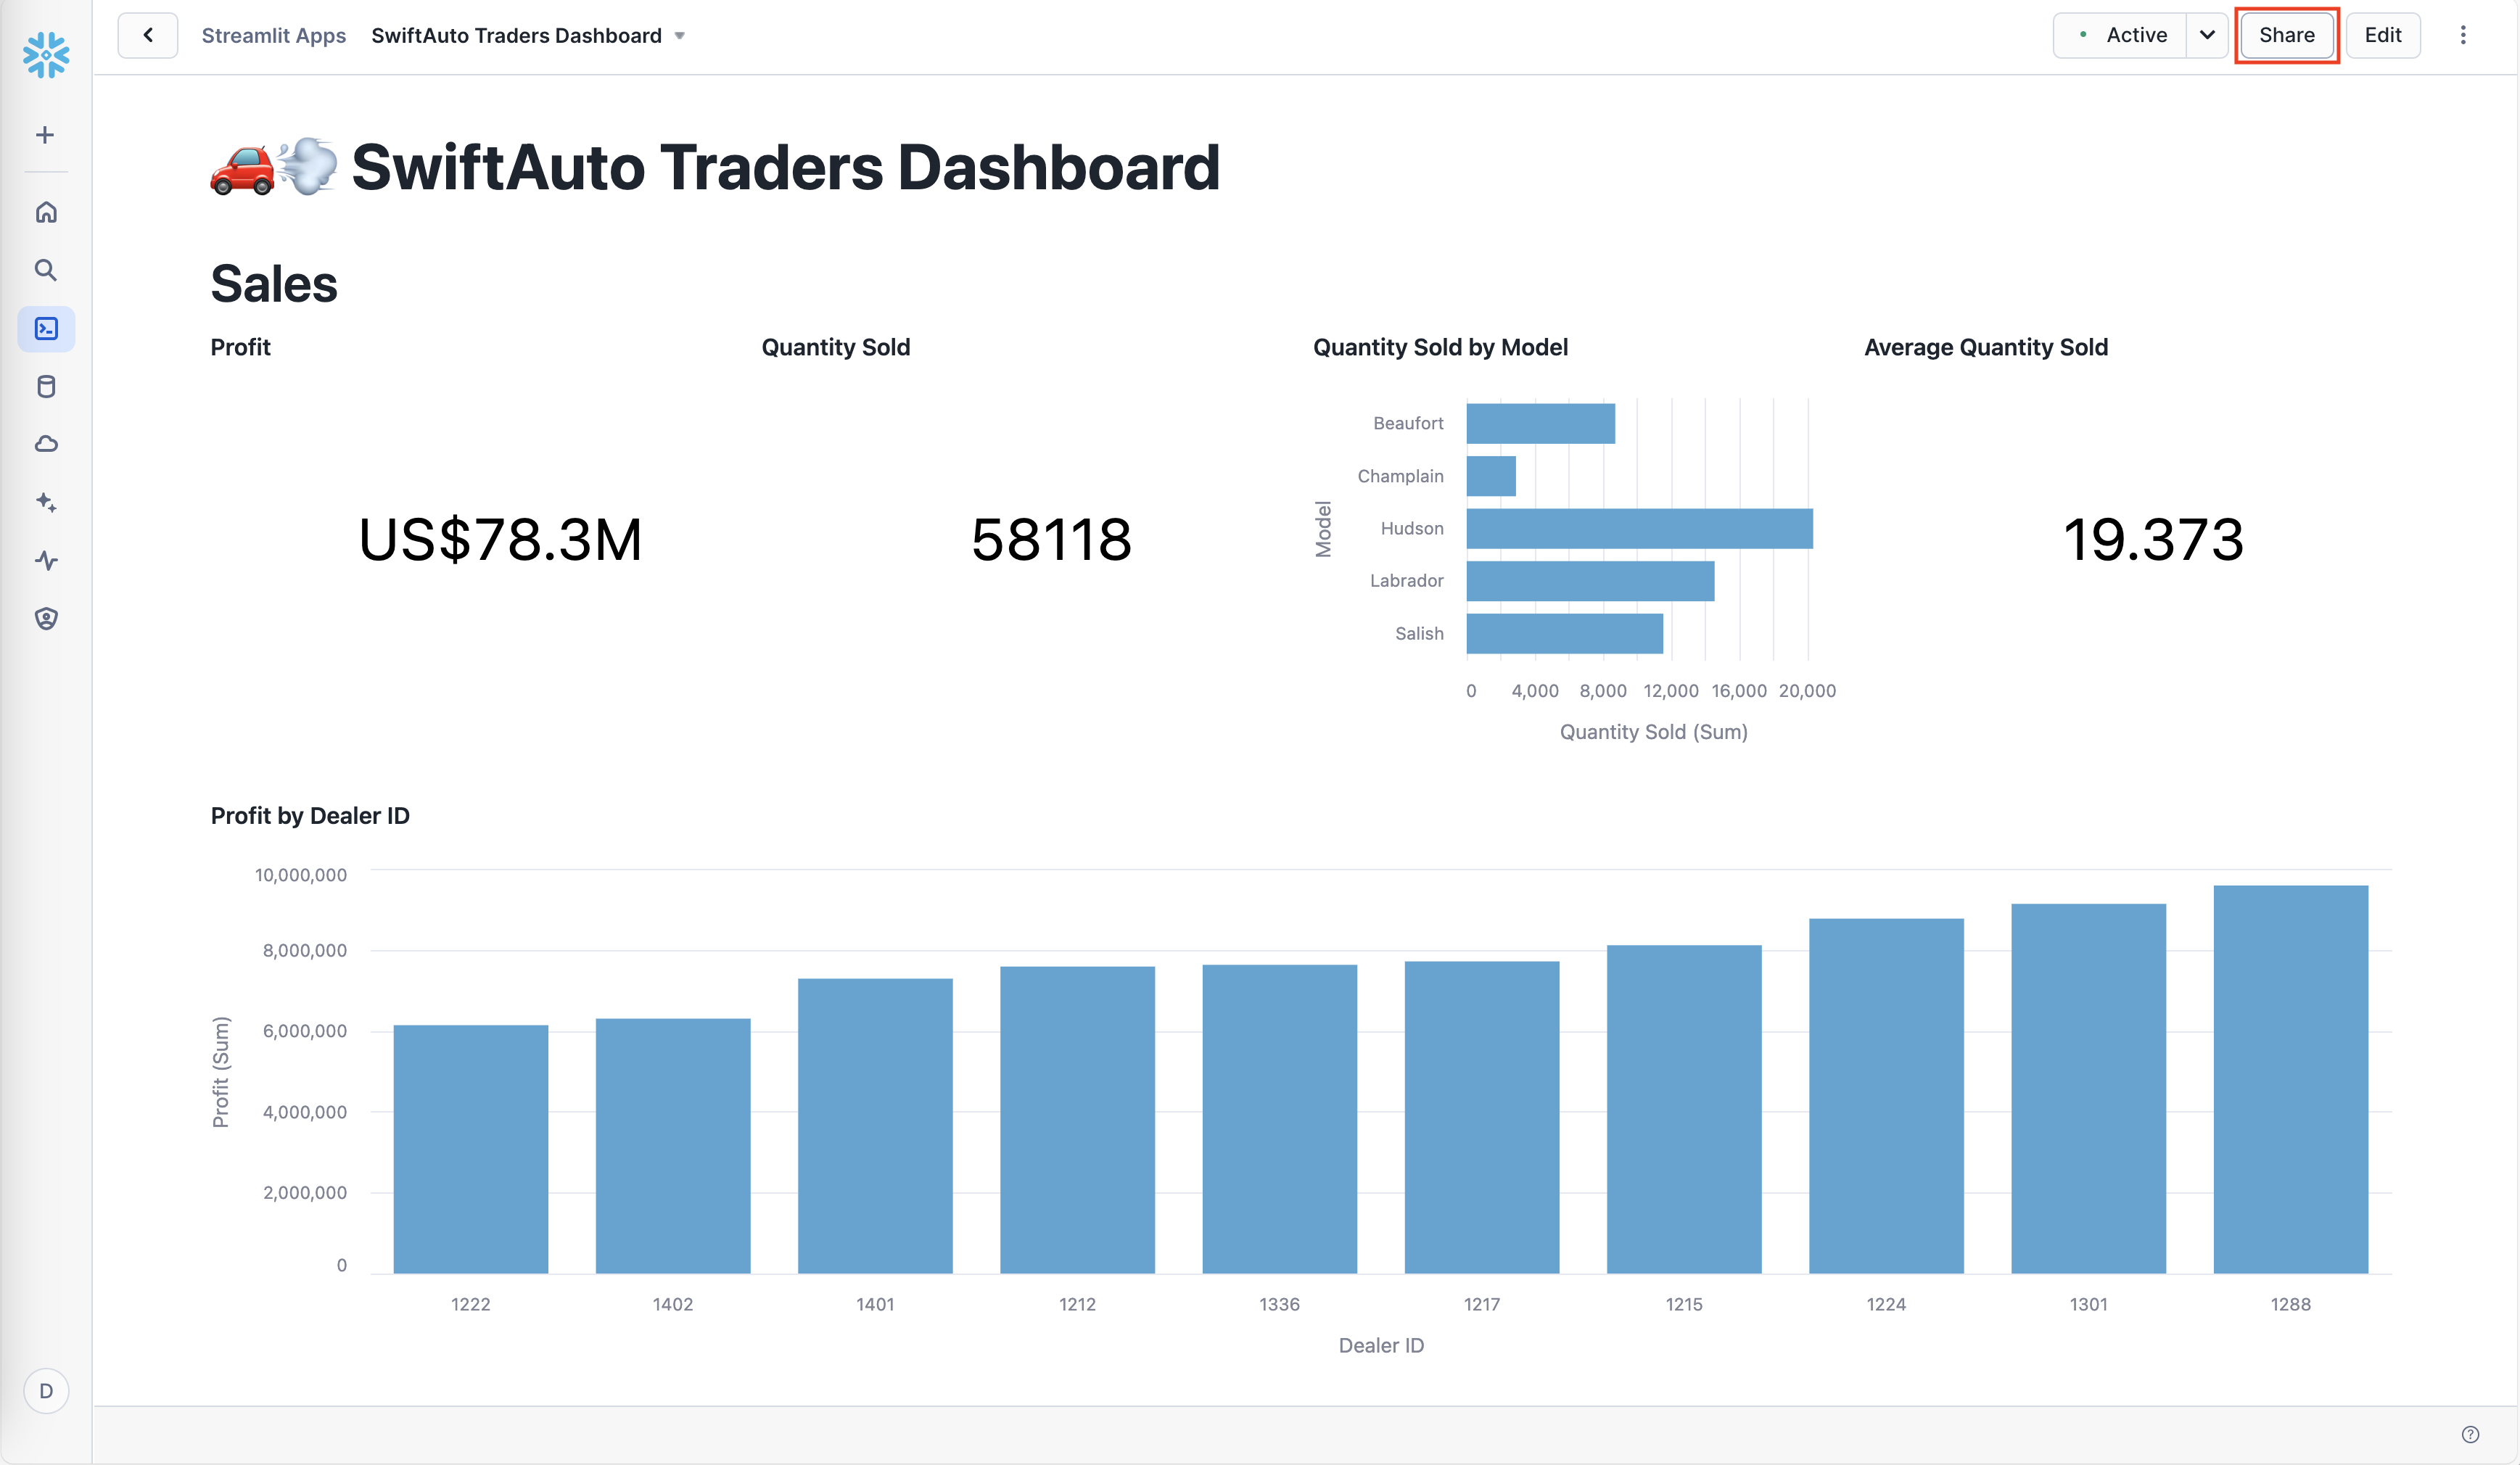 Streamlit Apps SwiftAuto Traders Dashboard
Active Share Edit
SwiftAuto Traders Dashboard
Sales
Profit
US$78.3M
Quantity Sold
58118
Quantity Sold by Model
Model
Beaufort
Champlain
Hudson
Labrador
Salish
0 4,000 8,000 12,000 16,000 20,000
Quantity Sold (Sum)
Average Quantity Sold
19.373
Profit by Dealer ID
Profit (Sum)
10,000,000
8,000,000
6,000,000
4,000,000
2,000,000
0
1222 1402 1401 1212 1336 1217 1215 1224 1301 1288
Dealer ID
D